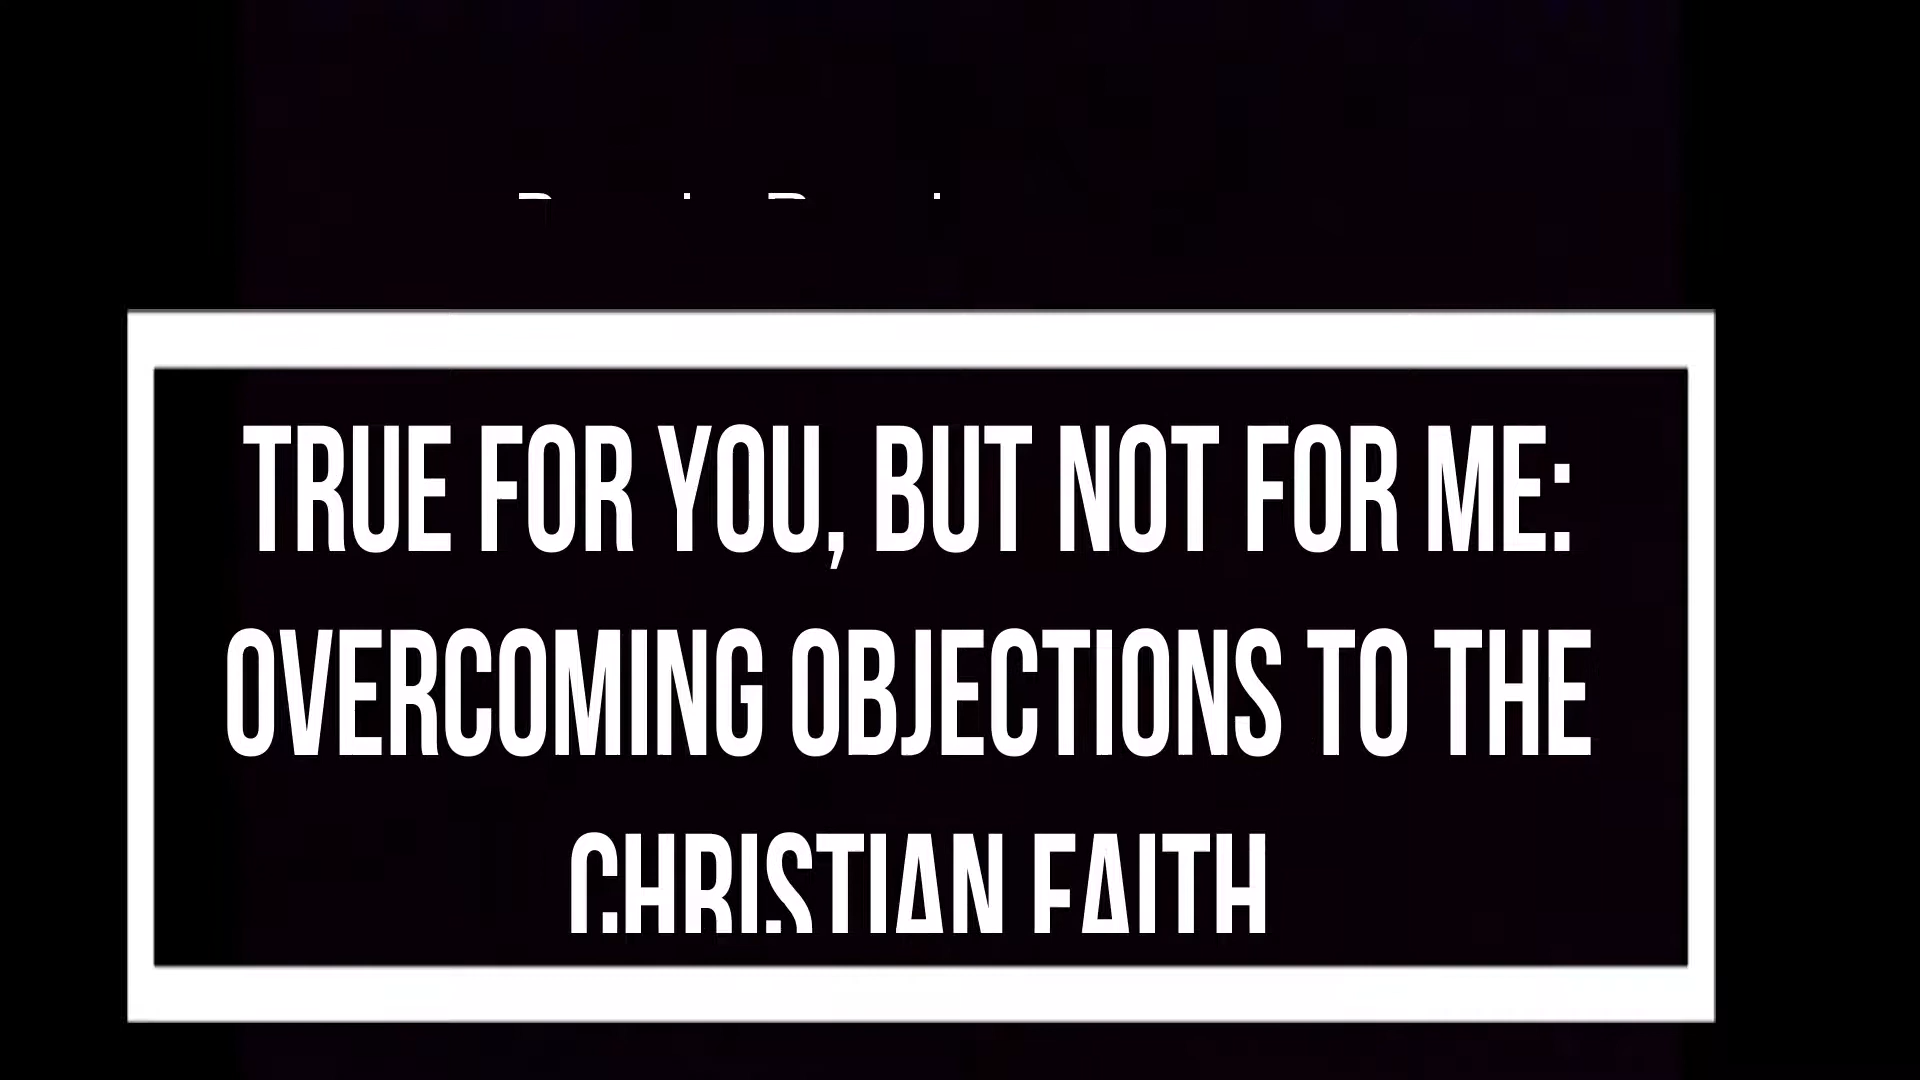 TRUE FOR YOU, BUT NOT FOR ME:
OVERCOMING OBJECTIONS TO THE
CHRISTIAN FAITH